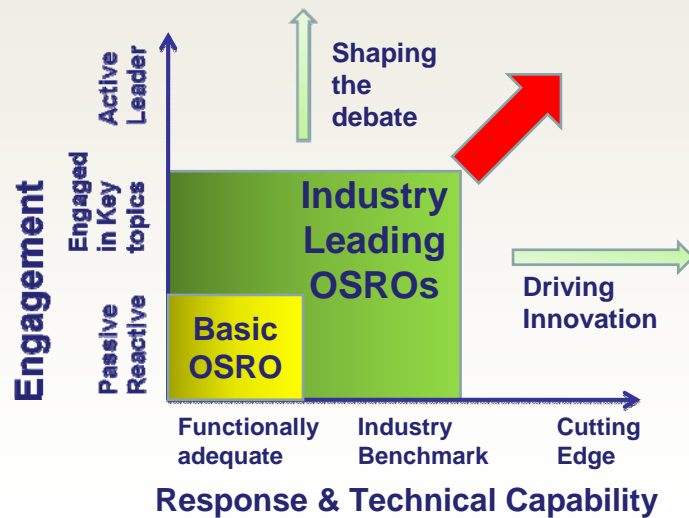 Shaping
the
debate
Active
Leader
Engaged
in Key
topics
Passive
Reactive
Engagement
Industry
Leading
OSROs
Basic
OSRO
Driving
Innovation
Functionally
adequate
Industry
Benchmark
Cutting
Edge
Response & Technical Capability